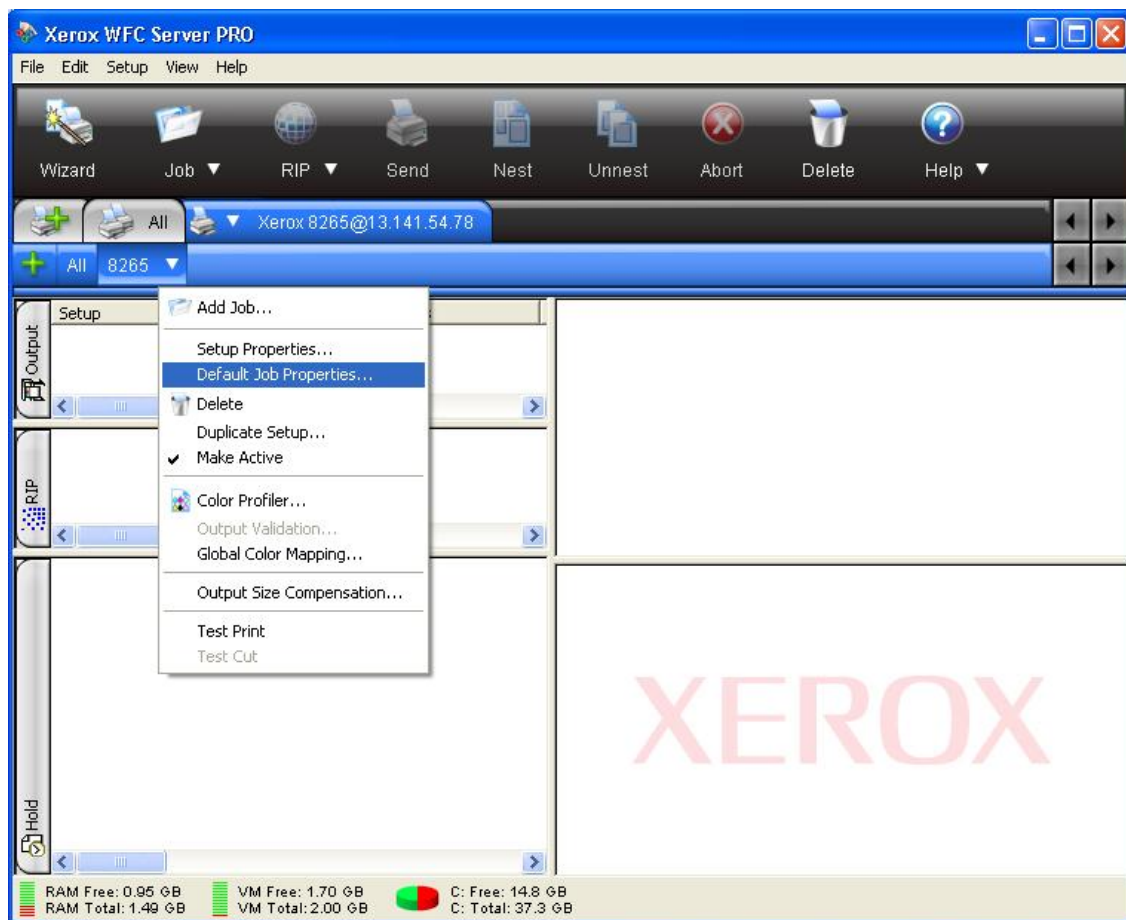 Xerox WFC Server PRO
File Edit Setup View Help
Wizard Job RIP Send Nest Unnest Abort Delete Help
All Xerox 8265@13.141.54.78
All 8265
Setup
Output
Add Job...
Setup Properties...
Default Job Properties...
Delete
Duplicate Setup...
Make Active
RIP
Color Profiler...
Output Validation...
Global Color Mapping...
Output Size Compensation...
Test Print
Test Cut
XEROX
Hold
RAM Free: 0.95 GB VM Free: 1.70 GB C: Free: 14.8 GB
RAM Total: 1.49 GB VM Total: 2.00 GB C: Total: 37.3 GB